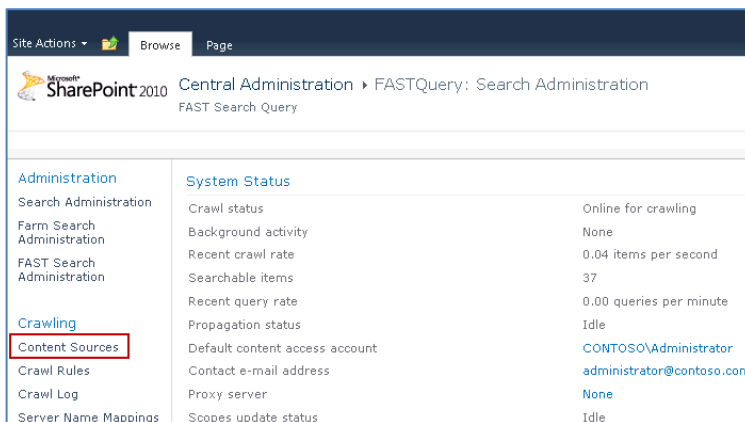 Site Actions
Browse
Page
Microsoft
SharePoint 2010
Central Administration ▸ FASTQuery: Search Administration
FAST Search Query
Administration
Search Administration
Farm Search
Administration
FAST Search
Administration
Crawling
Content Sources
Crawl Rules
Crawl Log
Server Name Mappings
System Status
Crawl status Online for crawling
Background activity None
Recent crawl rate 0.04 items per second
Searchable items 37
Recent query rate 0.00 queries per minute
Propagation status Idle
Default content access account CONTOSO\Administrator
Contact e-mail address administrator@contoso.con
Proxy server None
Scopes update status Idle